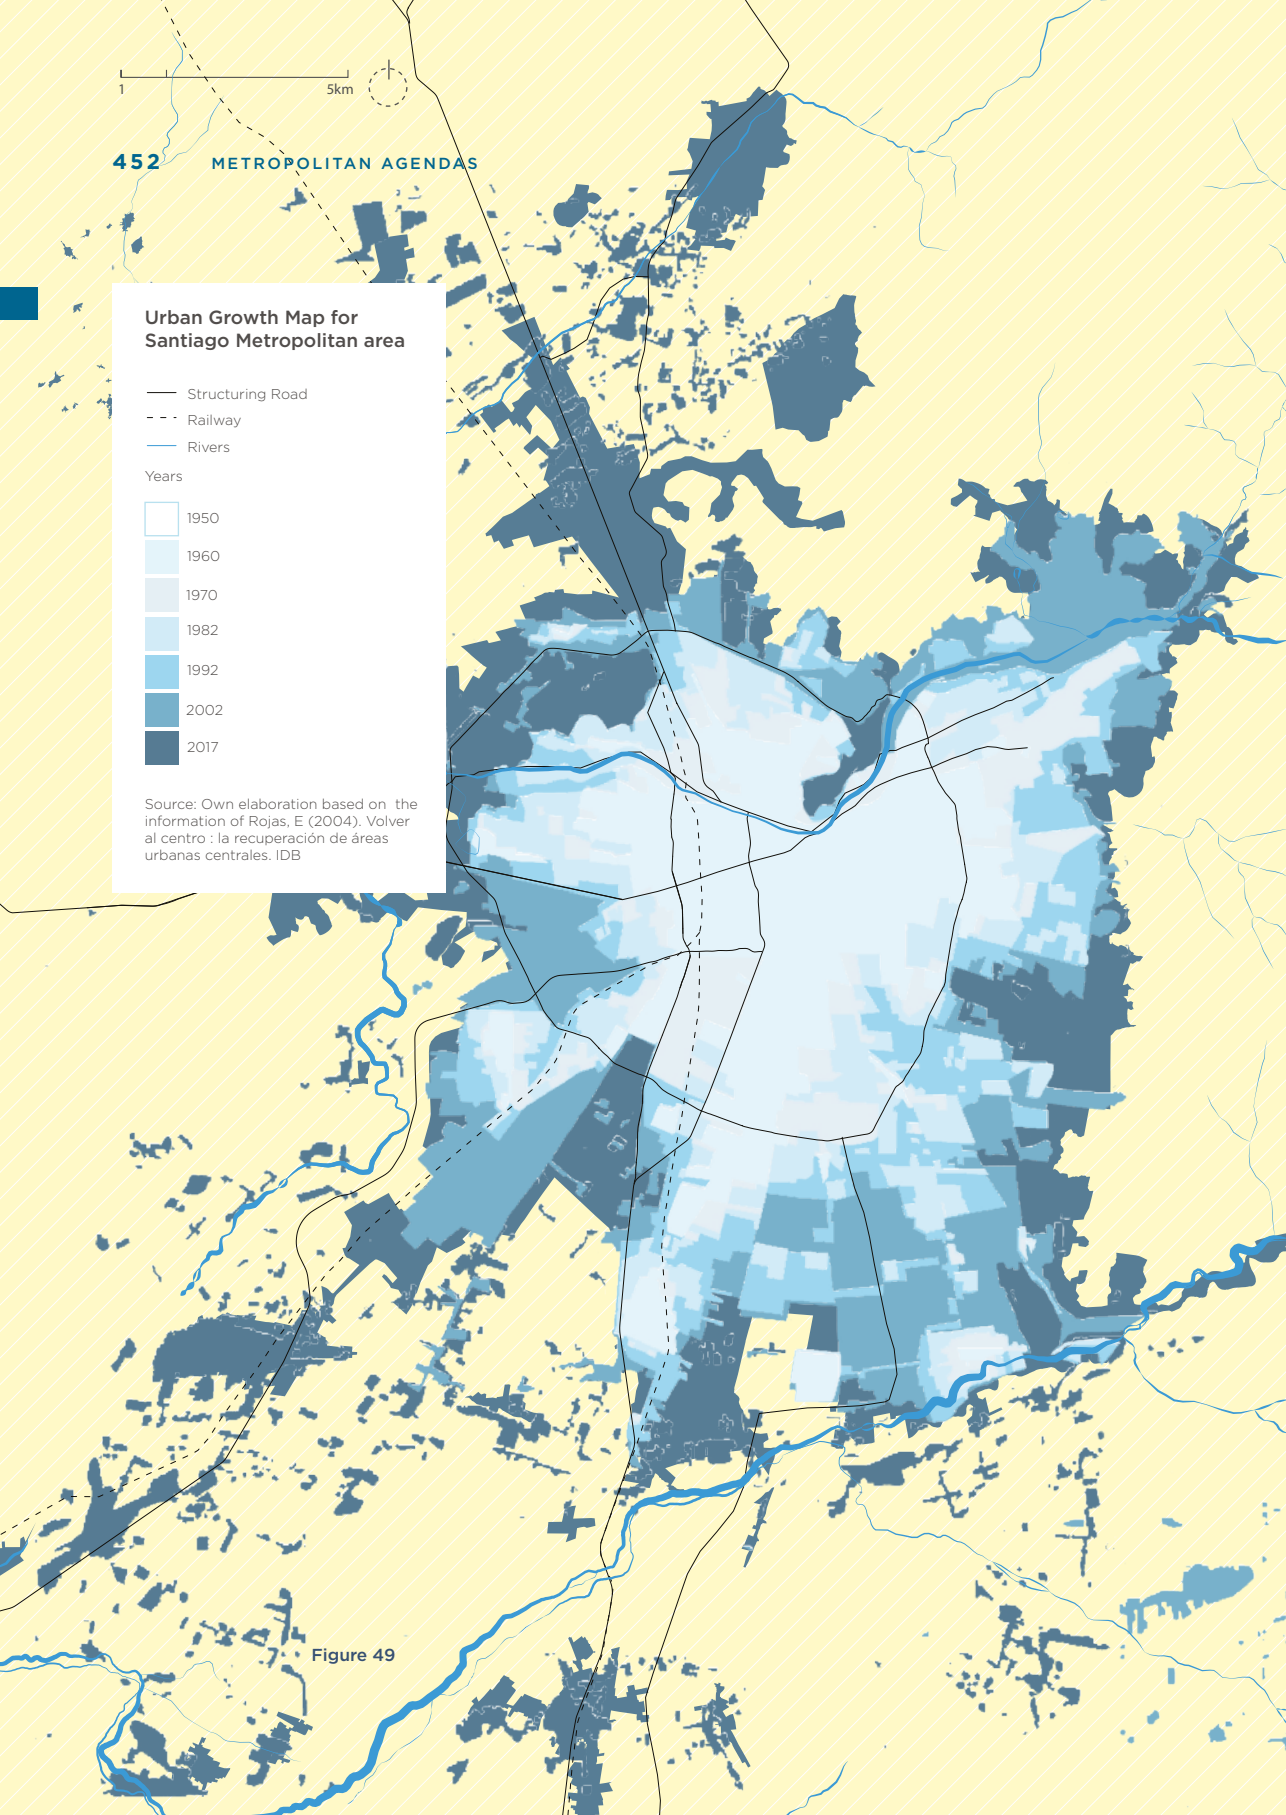 1 5km
452 METROPOLITAN AGENDAS
Urban Growth Map for
Santiago Metropolitan area
Structuring Road
Railway
Rivers
Years
1950
1960
1970
1982
1992
2002
2017
Source: Own elaboration based on the
information of Rojas, E (2004). Volver
al centro : la recuperación de áreas
urbanas centrales. IDB
Figure 49